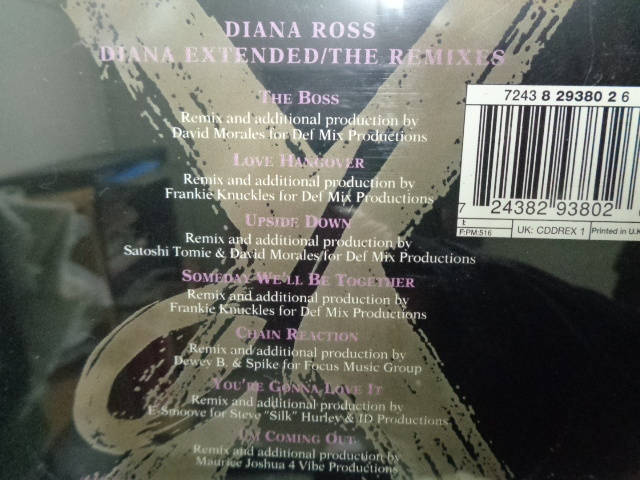 DIANA ROSS
DIANA EXTENDED/THE REMIXES
THE BOSS
Remix and additional production by
David Morales for Def Mix Productions
LOVE HANGOVER
Remix and additional production by
Frankie Knuckles for Def Mix Productions
UPSIDE DOWN
Remix and additional production by
Satoshi Tomie & David Morales for Def Mix Productions
SOMEDAY WE'LL BE TOGETHER
Remix and additional production by
Frankie Knuckles for Def Mix Productions
CHAIN REACTION
Remix and additional production by
Dewey B. & Spike for Focus Music Group
YOU'RE GONNA LOVE IT
Remix and additional production by
E-Smoove for Steve "Silk" Hurley & ID Productions
I'M COMING OUT
Remix and additional production by
Maurice Joshua 4 Vibe Productions
7243 8 29380 2 6
7 24382 93802
F:PM:516
UK: CDDREX 1
Printed in U.K